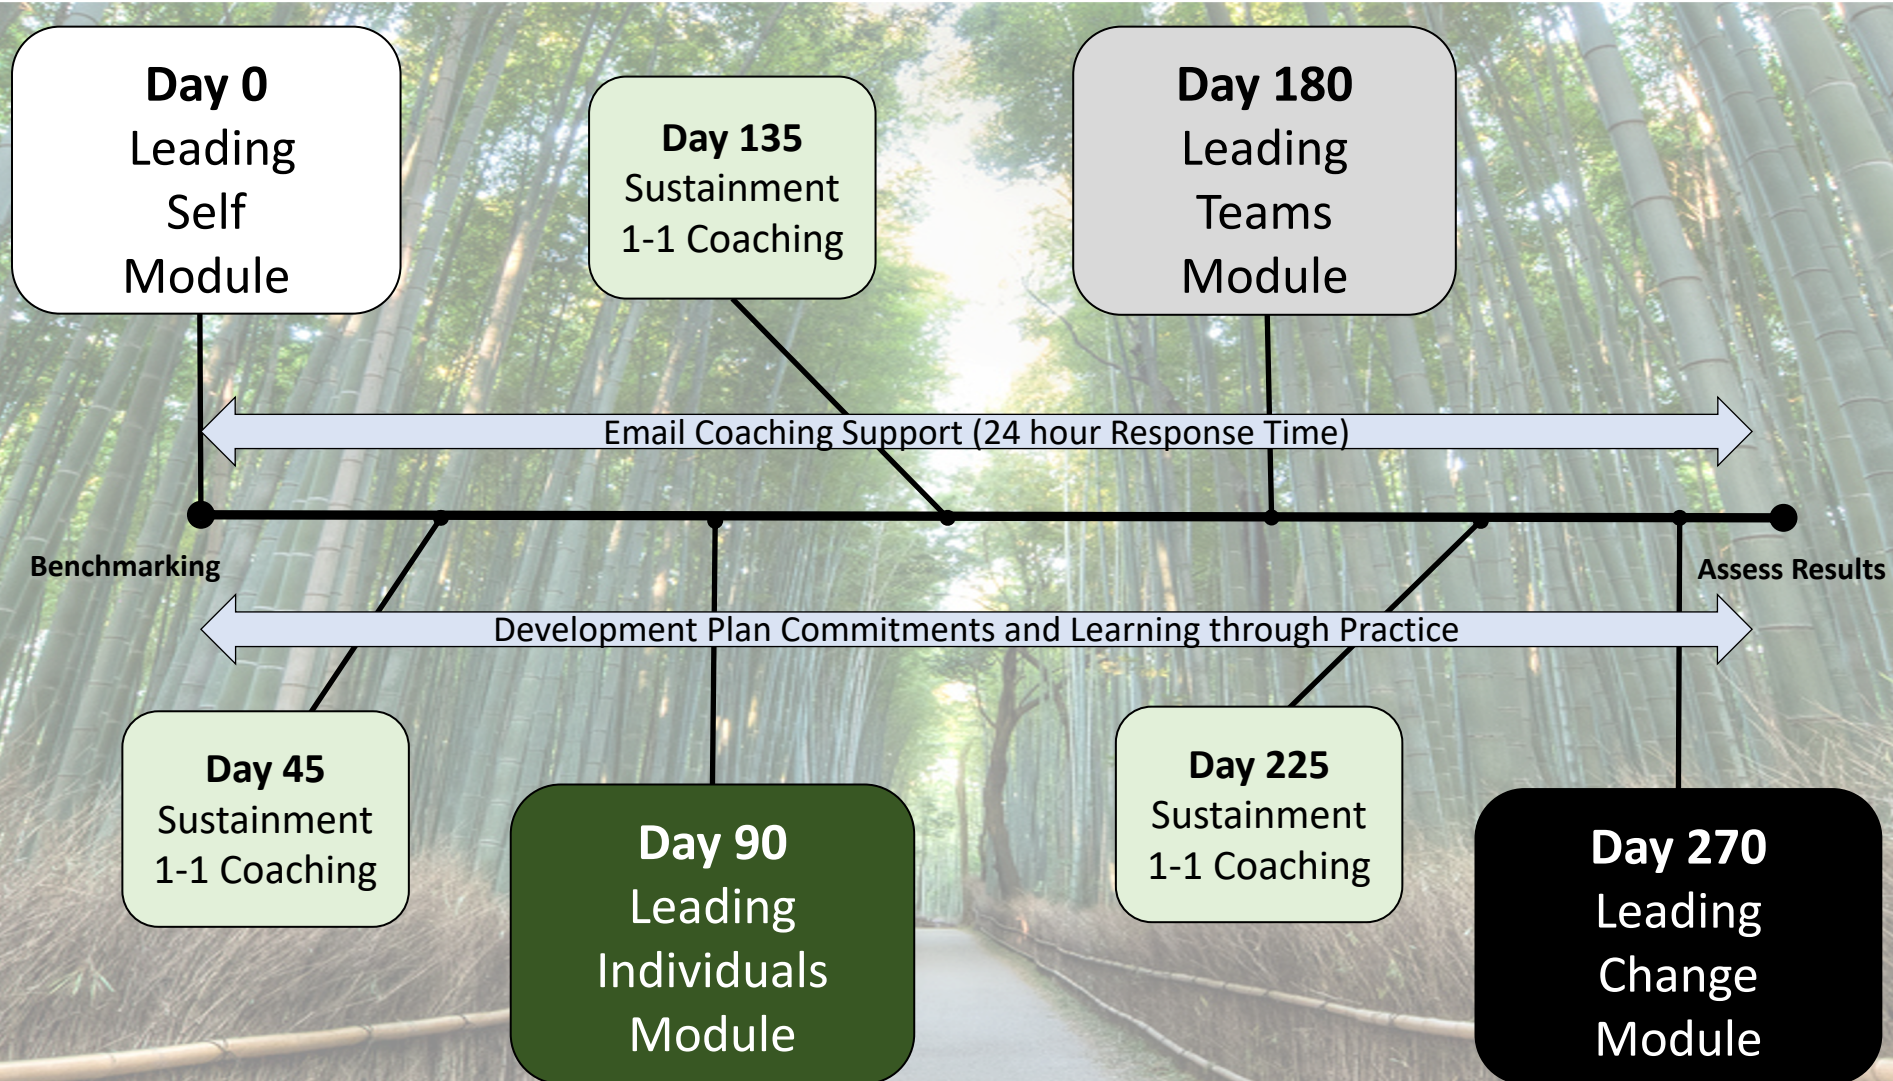 Day 0
Leading
Self
Module
Day 135
Sustainment
1-1 Coaching
Day 180
Leading
Teams
Module
Email Coaching Support (24 hour Response Time)
Benchmarking
Assess Results
Development Plan Commitments and Learning through Practice
Day 45
Sustainment
1-1 Coaching
Day 90
Leading
Individuals
Module
Day 225
Sustainment
1-1 Coaching
Day 270
Leading
Change
Module